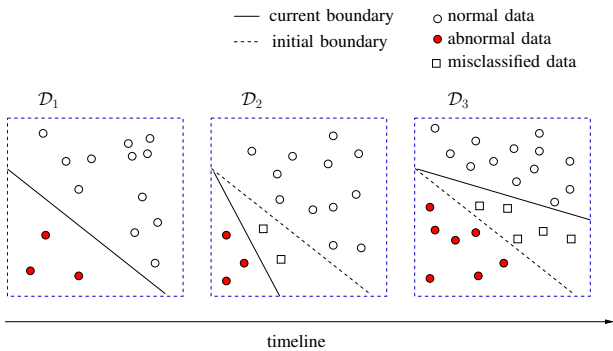 current boundary
initial boundary
normal data
abnormal data
misclassified data
𝒟1
𝒟2
𝒟3
timeline